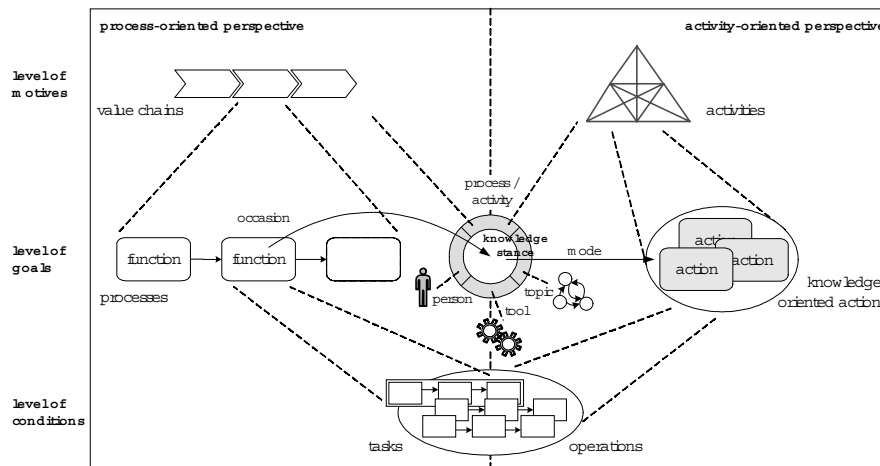 process-oriented perspective
activity-oriented perspective
level of
motives
value chains
activities
process /
activity
occasion
knowledge
stance
mode
function
function
action
action
action
level of
goals
processes
person
topic
tool
knowledge
oriented action
level of
conditions
tasks
operations